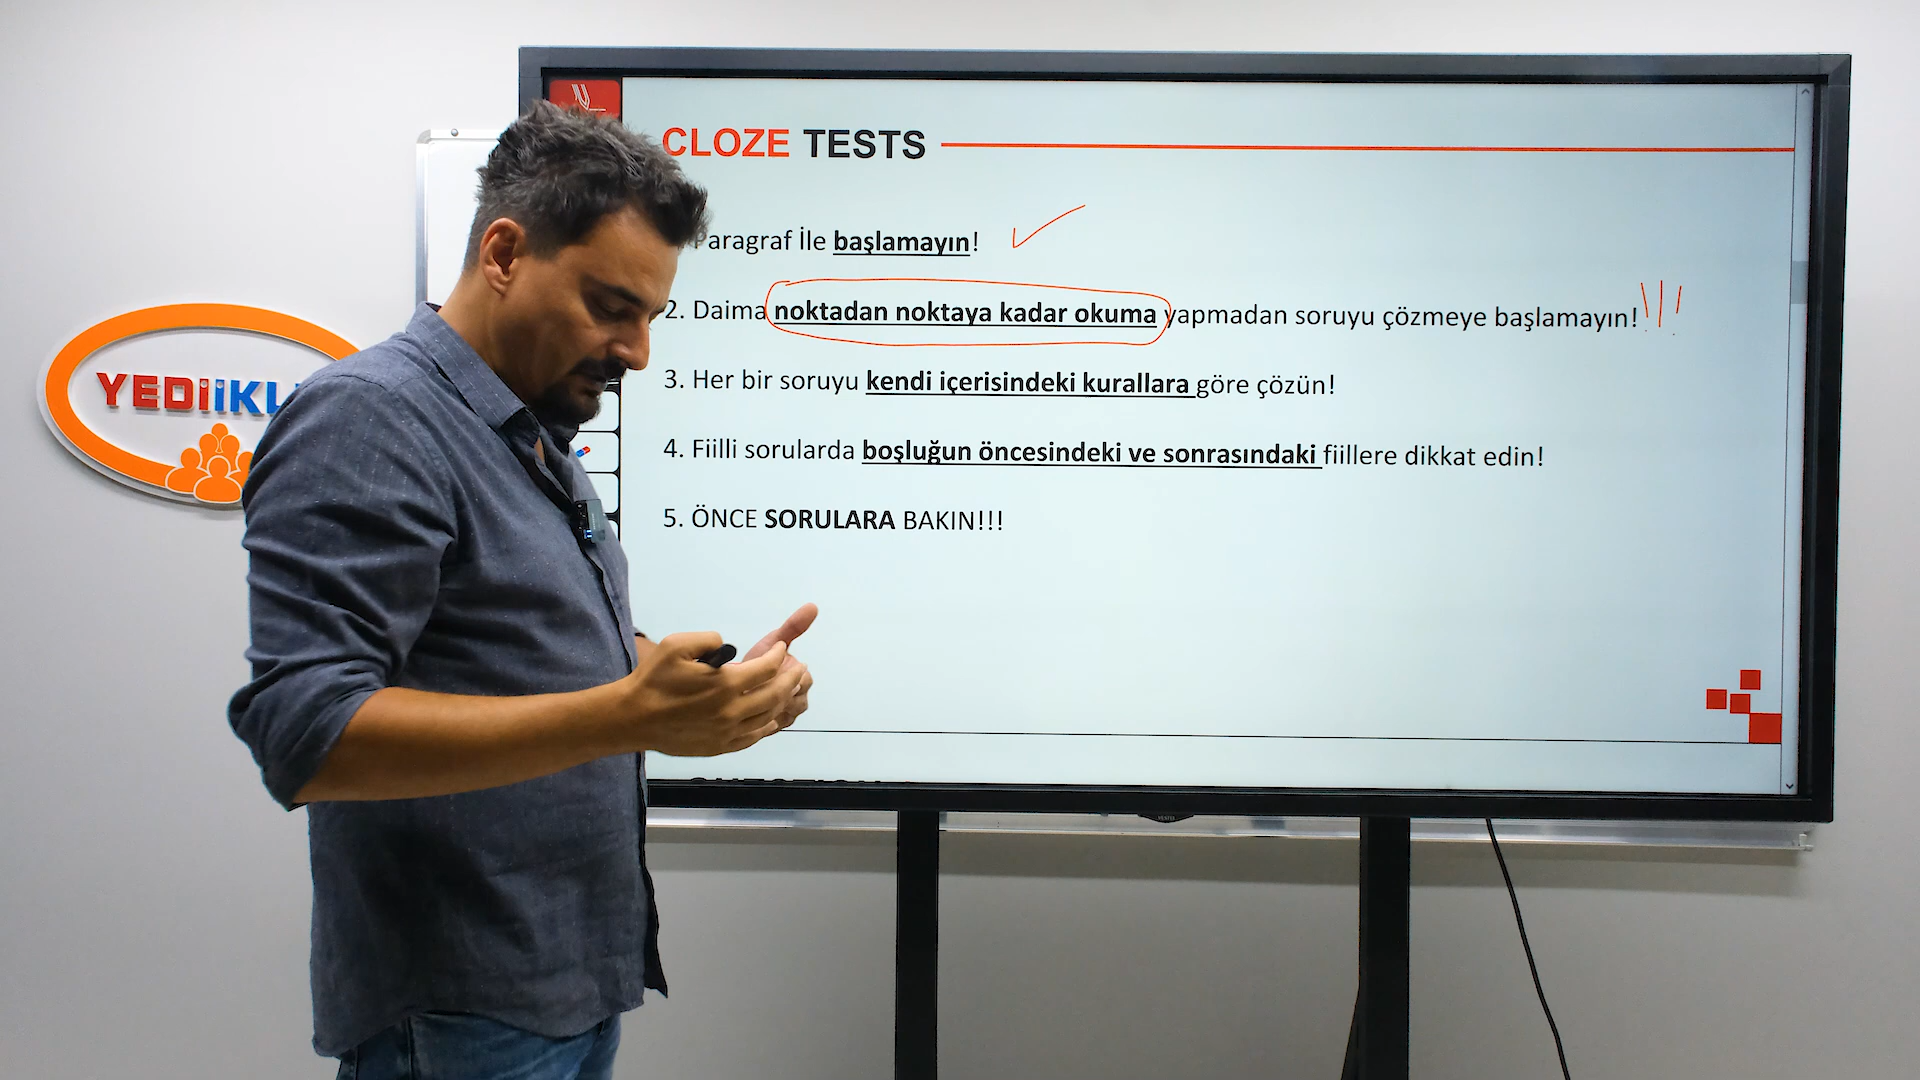 CLOZE TESTS
Paragraf İle başlamayın!
2. Daima noktadan noktaya kadar okuma yapmadan soruyu çözmeye başlamayın!
3. Her bir soruyu kendi içerisindeki kurallara göre çözün!
4. Fiilli sorularda boşluğun öncesindeki ve sonrasındaki fiillere dikkat edin!
5. ÖNCE SORULARA BAKIN!!!
YEDiiKL